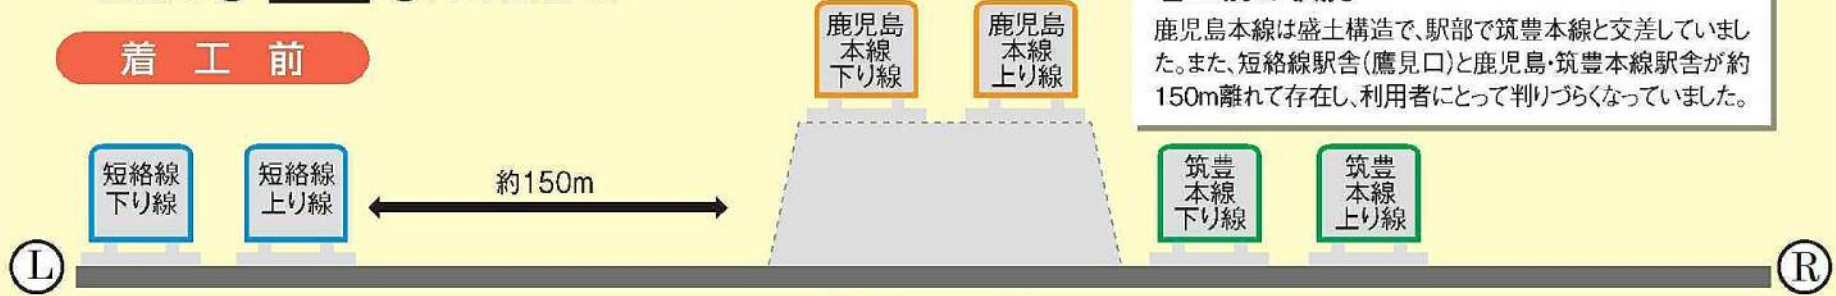 着工前
鹿児島
本線
下り線
鹿児島
本線
上り線
鹿児島本線は盛土構造で、駅部で筑豊本線と交差していまし
た。また、短絡線駅舎(鷹見口)と鹿児島・筑豊本線駅舎が約
150m離れて存在し、利用者にとって判りづらくなっていました。
短絡線
下り線
短絡線
上り線
約150m
筑豊
本線
下り線
筑豊
本線
上り線
L
R